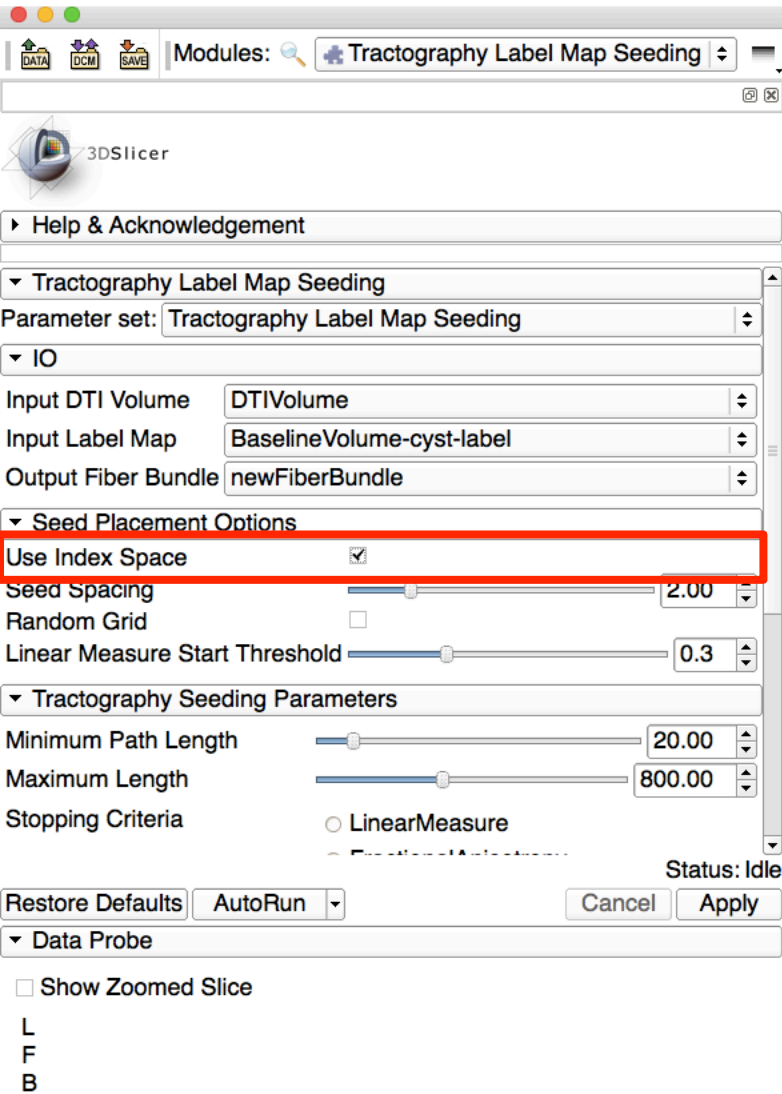 DATA DCM SAVE Modules: Tractography Label Map Seeding
3DSlicer
Help & Acknowledgement
Tractography Label Map Seeding
Parameter set: Tractography Label Map Seeding
IO
Input DTI Volume DTIVolume
Input Label Map BaselineVolume-cyst-label
Output Fiber Bundle newFiberBundle
Seed Placement Options
Use Index Space
Seed Spacing 2.00
Random Grid
Linear Measure Start Threshold 0.3
Tractography Seeding Parameters
Minimum Path Length 20.00
Maximum Length 800.00
Stopping Criteria LinearMeasure
Status: Idle
Restore Defaults AutoRun Cancel Apply
Data Probe
Show Zoomed Slice
L
F
B